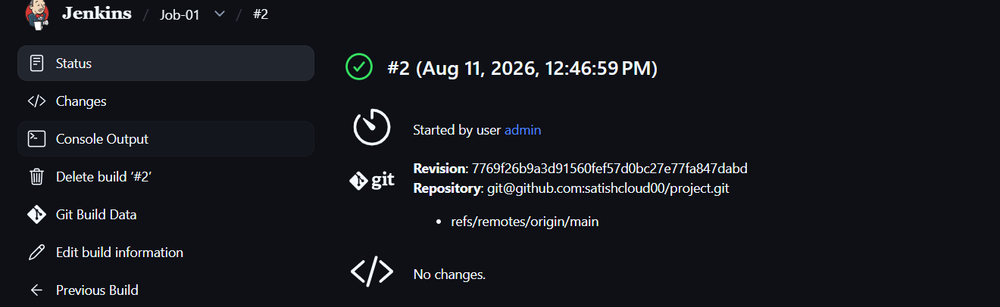 Jenkins / Job-01 / #2
Status
Changes
Console Output
Delete build ‘#2’
Git Build Data
Edit build information
Previous Build
#2 (Aug 11, 2026, 12:46:59 PM)
Started by user admin
git
Revision: 7769f26b9a3d91560fef57d0bc27e77fa847dabd
Repository: git@github.com:satishcloud00/project.git
• refs/remotes/origin/main
No changes.